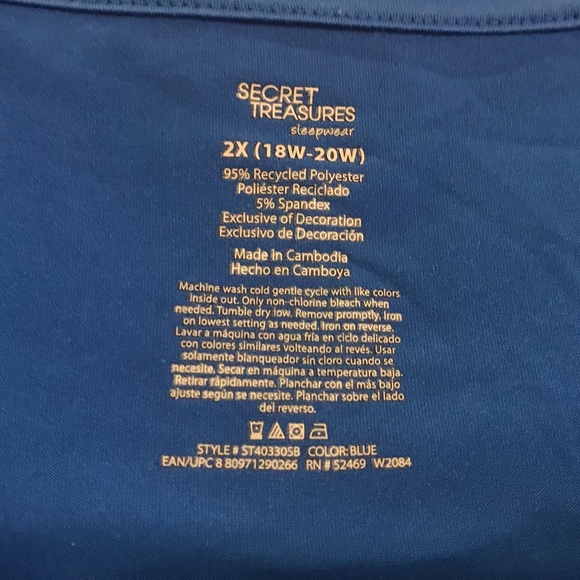 SECRET
TREASURES
sleepwear
2X (18W-20W)
95% Recycled Polyester
Poliéster Reciclado
5% Spandex
Exclusive of Decoration
Exclusivo de Decoración
Made in Cambodia
Hecho en Camboya
Machine wash cold gentle cycle with like colors
inside out. Only non-chlorine bleach when
needed. Tumble dry low. Remove promptly. Iron
on lowest setting as needed. Iron on reverse.
Lavar a máquina con agua fría en ciclo delicado
con colores similares volteando al revés. Usar
solamente blanqueador sin cloro cuando se
necesite. Secar en máquina a temperatura baja.
Retirar rápidamente. Planchar con el más bajo
ajuste según se necesite. Planchar sobre el lado
del reverso.
STYLE # ST40330SB COLOR: BLUE
EAN/UPC 8 80971290266 RN # 52469 W2084